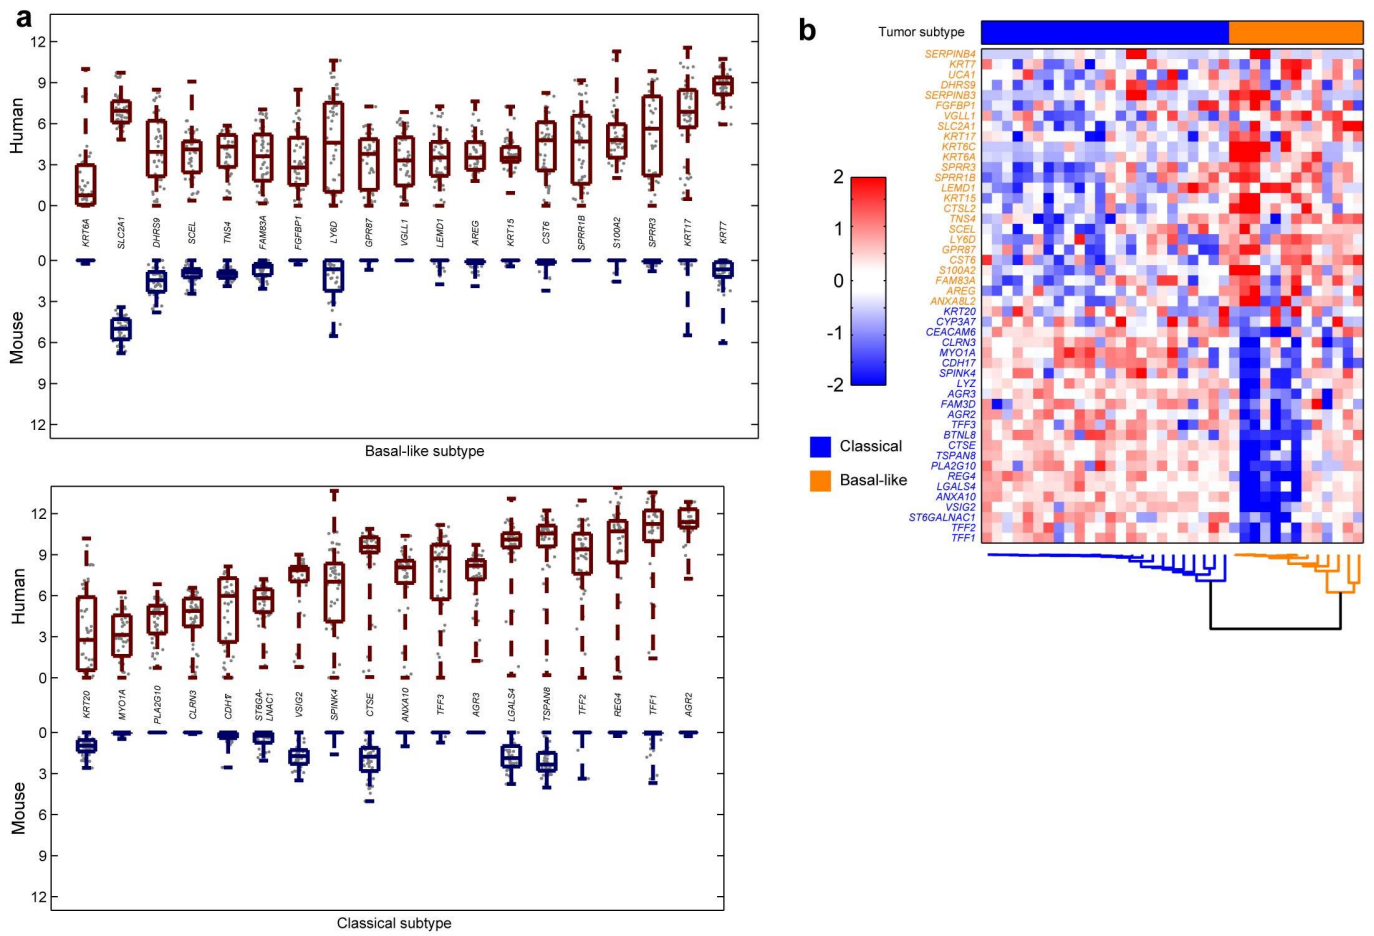 a
12
9
6
3
0
Human
KRT6A
SLC2A1
DHRS9
SCEL
TNS4
FAM83A
FGFBP1
LY6D
GPR87
VGLL1
LEMD1
AREG
KRT15
CST6
SPRR1B
S100A2
SPRR3
KRT17
KRT7
0
3
6
9
12
Mouse
Basal-like subtype
12
9
6
3
0
Human
KRT20
MYO1A
PLA2G10
CLRN3
CDH17
ST6GA-
LNAC1
VSIG2
SPINK4
CTSE
ANXA10
TFF3
AGR3
LGALS4
TSPAN8
TFF2
REG4
TFF1
AGR2
0
3
6
9
12
Mouse
Classical subtype
b
Tumor subtype
SERPINB4
KRT7
UCA1
DHRS9
SERPINB3
FGFBP1
VGLL1
SLC2A1
KRT17
KRT6C
KRT6A
SPRR3
SPRR1B
LEMD1
KRT15
CTSL2
TNS4
SCEL
LY6D
GPR87
CST6
S100A2
FAM83A
AREG
ANXA8L2
KRT20
CYP3A7
CEACAM6
CLRN3
MYO1A
CDH17
SPINK4
LYZ
AGR3
FAM3D
AGR2
TFF3
BTNL8
CTSE
TSPAN8
PLA2G10
REG4
LGALS4
ANXA10
VSIG2
ST6GALNAC1
TFF2
TFF1
2
1
0
-1
-2
Classical
Basal-like